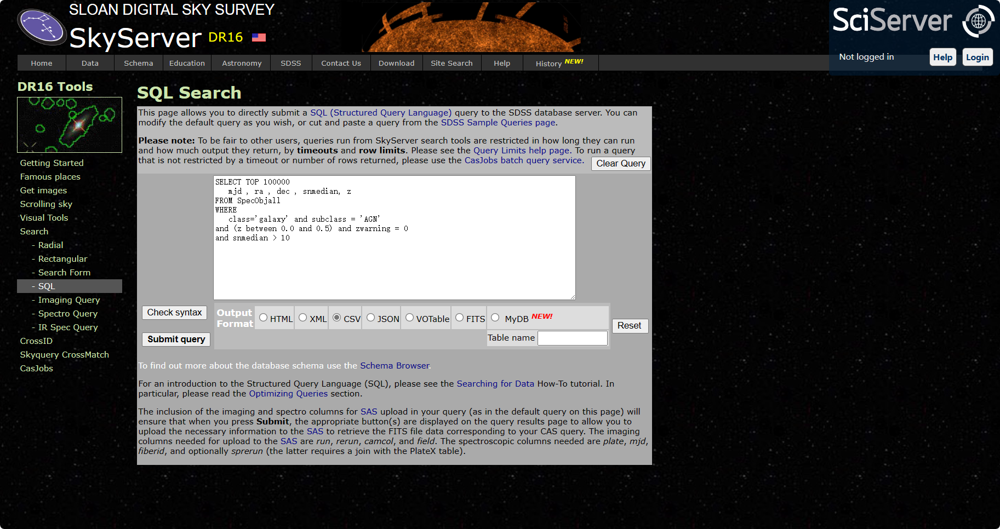 SLOAN DIGITAL SKY SURVEY
SkyServer DR16
SciServer
Not logged in Help Login
Home Data Schema Education Astronomy SDSS Contact Us Download Site Search Help History NEW!
DR16 Tools
Getting Started
Famous places
Get images
Scrolling sky
Visual Tools
Search
- Radial
- Rectangular
- Search Form
- SQL
- Imaging Query
- Spectro Query
- IR Spec Query
CrossID
Skyquery CrossMatch
CasJobs
SQL Search
This page allows you to directly submit a SQL (Structured Query Language) query to the SDSS database server. You can
modify the default query as you wish, or cut and paste a query from the SDSS Sample Queries page.
Please note: To be fair to other users, queries run from SkyServer search tools are restricted in how long they can run
and how much output they return, by timeouts and row limits. Please see the Query Limits help page. To run a query
that is not restricted by a timeout or number of rows returned, please use the CasJobs batch query service.
Clear Query
SELECT TOP 100000
mjd , ra , dec , snmedian, z
FROM SpecObjall
WHERE
class='galaxy' and subclass = 'AGN'
and (z between 0.0 and 0.5) and zwarning = 0
and snmedian > 10
Check syntax
Submit query
Output
Format
HTML XML CSV JSON VOTable FITS MyDB NEW!
Table name
Reset
To find out more about the database schema use the Schema Browser.
For an introduction to the Structured Query Language (SQL), please see the Searching for Data How-To tutorial. In
particular, please read the Optimizing Queries section.
The inclusion of the imaging and spectro columns for SAS upload in your query (as in the default query on this page) will
ensure that when you press Submit, the appropriate button(s) are displayed on the query results page to allow you to
upload the necessary information to the SAS to retrieve the FITS file data corresponding to your CAS query. The imaging
columns needed for upload to the SAS are run, rerun, camcol, and field. The spectroscopic columns needed are plate, mjd,
fiberid, and optionally sprerun (the latter requires a join with the PlateX table).